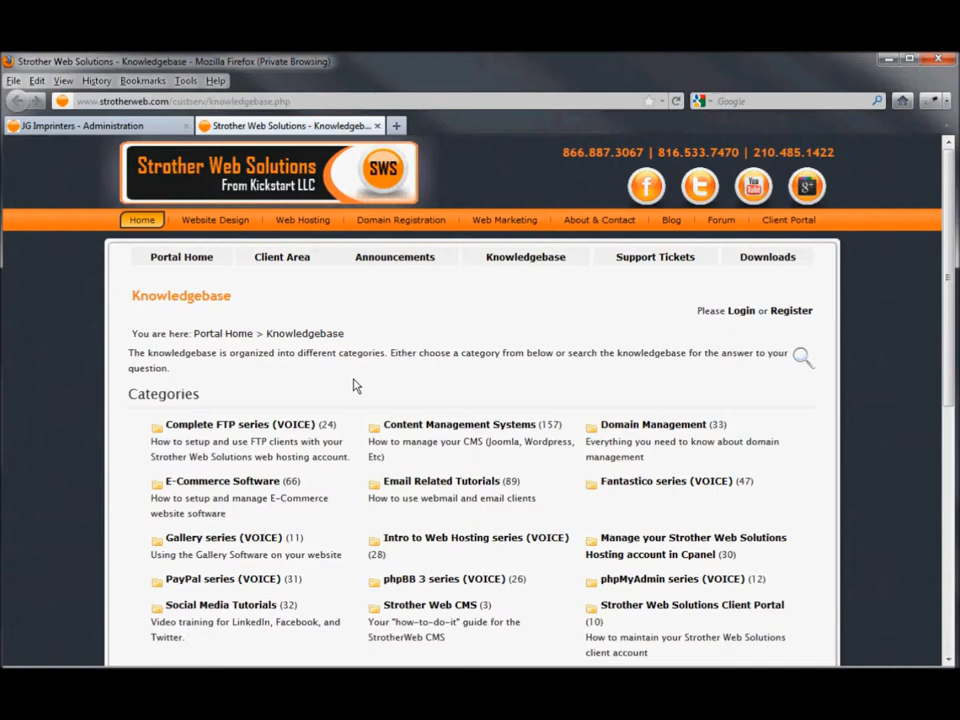 Strother Web Solutions - Knowledgebase - Mozilla Firefox (Private Browsing)
File Edit View History Bookmarks Tools Help
www.strotherweb.com/custserv/knowledgebase.php
Google
JG Imprinters - Administration
Strother Web Solutions - Knowledgeb...
Strother Web Solutions
From Kickstart LLC
SWS
866.887.3067 | 816.533.7470 | 210.485.1422
f t You Tube g+
Home Website Design Web Hosting Domain Registration Web Marketing About & Contact Blog Forum Client Portal
Portal Home Client Area Announcements Knowledgebase Support Tickets Downloads
Knowledgebase
Please Login or Register
You are here: Portal Home > Knowledgebase
The knowledgebase is organized into different categories. Either choose a category from below or search the knowledgebase for the answer to your
question.
Categories
Complete FTP series (VOICE) (24)
How to setup and use FTP clients with your
Strother Web Solutions web hosting account.
Content Management Systems (157)
How to manage your CMS (Joomla, Wordpress,
Etc)
Domain Management (33)
Everything you need to know about domain
management
E-Commerce Software (66)
How to setup and manage E-Commerce
website software
Email Related Tutorials (89)
How to use webmail and email clients
Fantastico series (VOICE) (47)
Gallery series (VOICE) (11)
Using the Gallery Software on your website
Intro to Web Hosting series (VOICE)
(28)
Manage your Strother Web Solutions
Hosting account in Cpanel (30)
PayPal series (VOICE) (31)
phpBB 3 series (VOICE) (26)
phpMyAdmin series (VOICE) (12)
Social Media Tutorials (32)
Video training for LinkedIn, Facebook, and
Twitter.
Strother Web CMS (3)
Your "how-to-do-it" guide for the
StrotherWeb CMS
Strother Web Solutions Client Portal
(10)
How to maintain your Strother Web Solutions
client account